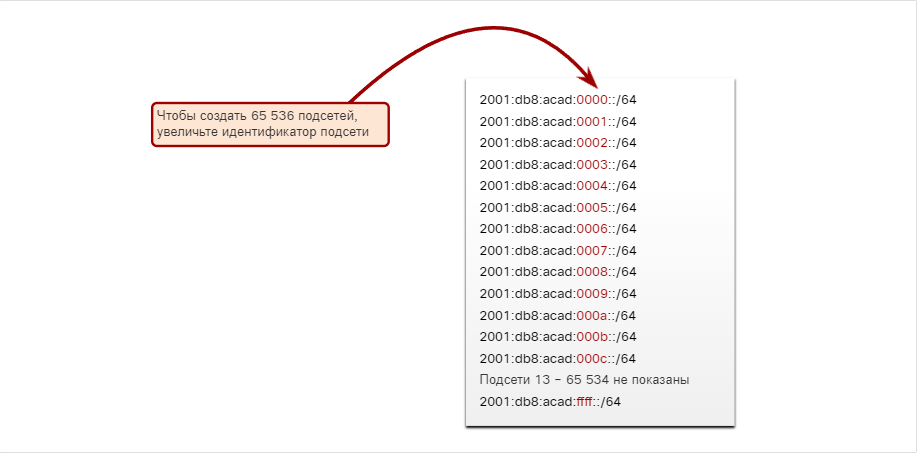 Чтобы создать 65 536 подсетей,
увеличьте идентификатор подсети
2001:db8:acad:0000::/64
2001:db8:acad:0001::/64
2001:db8:acad:0002::/64
2001:db8:acad:0003::/64
2001:db8:acad:0004::/64
2001:db8:acad:0005::/64
2001:db8:acad:0006::/64
2001:db8:acad:0007::/64
2001:db8:acad:0008::/64
2001:db8:acad:0009::/64
2001:db8:acad:000a::/64
2001:db8:acad:000b::/64
2001:db8:acad:000c::/64
Подсети 13 – 65 534 не показаны
2001:db8:acad:ffff::/64